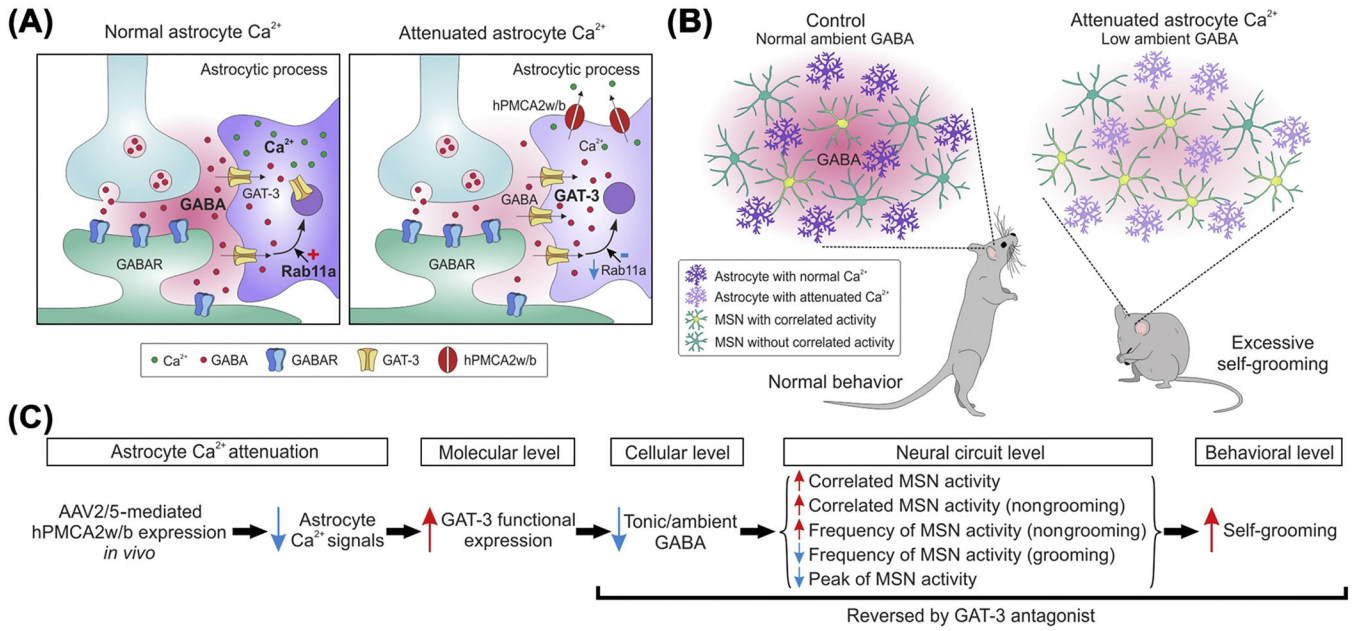 (A)
Normal astrocyte Ca²⁺
Astrocytic process
Ca²⁺
GAT-3
GABA
GABAR
+
Rab11a
Attenuated astrocyte Ca²⁺
Astrocytic process
hPMCA2w/b
Ca²⁺
GABA
GAT-3
GABAR
-
Rab11a
Ca²⁺
GABA
GABAR
GAT-3
hPMCA2w/b
(B)
Control
Normal ambient GABA
GABA
Attenuated astrocyte Ca²⁺
Low ambient GABA
Astrocyte with normal Ca²⁺
Astrocyte with attenuated Ca²⁺
MSN with correlated activity
MSN without correlated activity
Normal behavior
Excessive
self-grooming
(C)
Astrocyte Ca²⁺ attenuation
AAV2/5-mediated
hPMCA2w/b expression
in vivo
Astrocyte
Ca²⁺ signals
Molecular level
GAT-3 functional
expression
Cellular level
Tonic/ambient
GABA
Neural circuit level
Correlated MSN activity
Correlated MSN activity (nongrooming)
Frequency of MSN activity (nongrooming)
Frequency of MSN activity (grooming)
Peak of MSN activity
Behavioral level
Self-grooming
Reversed by GAT-3 antagonist